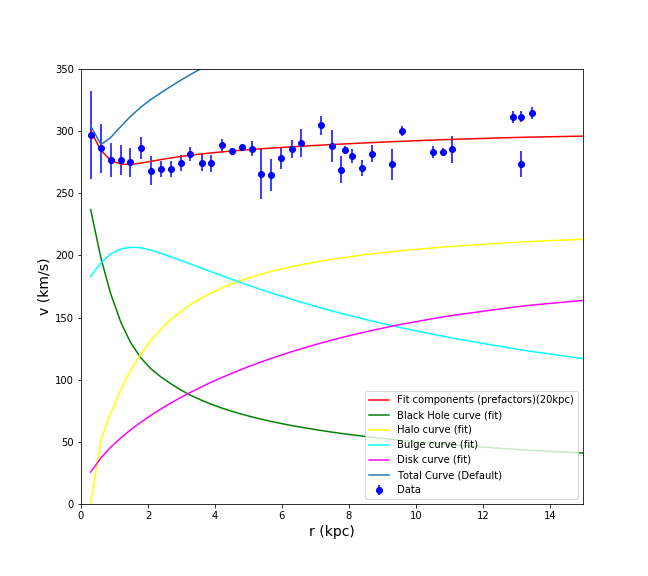 350
300
250
200
150
100
50
0
v (km/s)
0 2 4 6 8 10 12 14
r (kpc)
Fit components (prefactors)(20kpc)
Black Hole curve (fit)
Halo curve (fit)
Bulge curve (fit)
Disk curve (fit)
Total Curve (Default)
Data